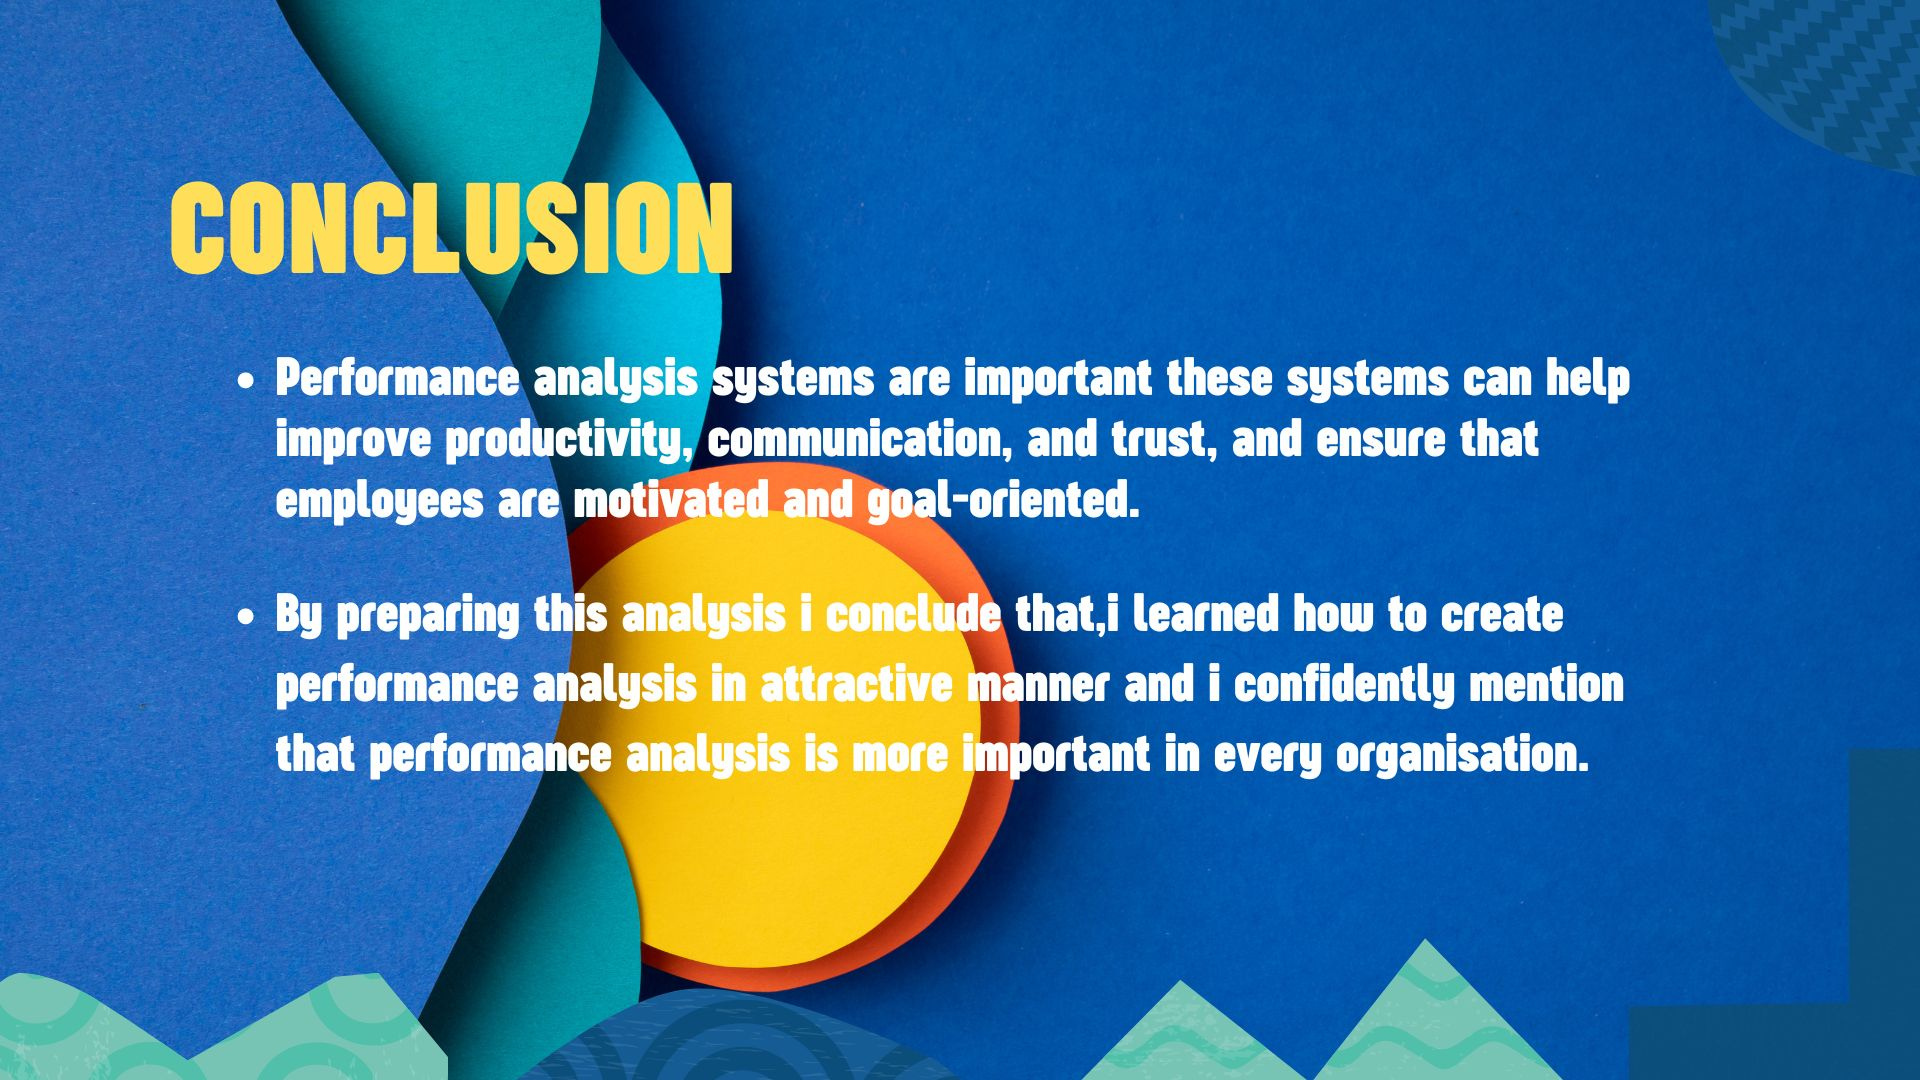 CONCLUSION
• Performance analysis systems are important these systems can help
improve productivity, communication, and trust, and ensure that
employees are motivated and goal-oriented.
• By preparing this analysis i conclude that,i learned how to create
performance analysis in attractive manner and i confidently mention
that performance analysis is more important in every organisation.